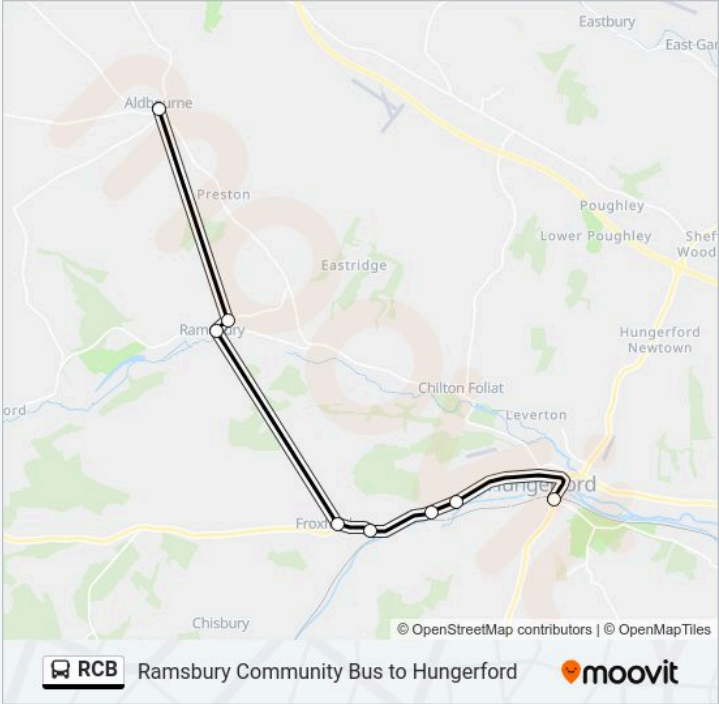 Eastbury
East Gar
Aldbourne
Preston
Poughley
Lower Poughley
Shef
Wood
Eastridge
Ramsbury
Hungerford
Newtown
Chilton Foliat
ord
Leverton
Hungerford
Chisbury
© OpenStreetMap contributors | © OpenMapTiles
RCB
Ramsbury Community Bus to Hungerford
moovit